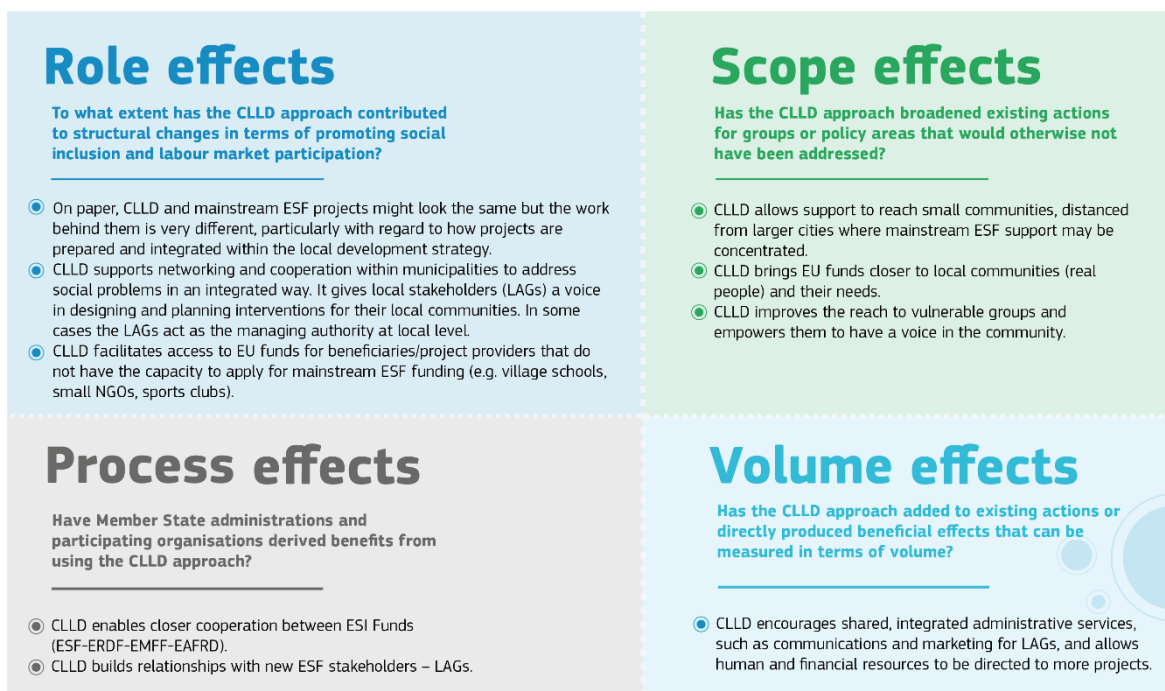 Role effects
To what extent has the CLLD approach contributed
to structural changes in terms of promoting social
inclusion and labour market participation?
On paper, CLLD and mainstream ESF projects might look the same but the work
behind them is very different, particularly with regard to how projects are
prepared and integrated within the local development strategy.
CLLD supports networking and cooperation within municipalities to address
social problems in an integrated way. It gives local stakeholders (LAGs) a voice
in designing and planning interventions for their local communities. In some
cases the LAGs act as the managing authority at local level.
CLLD facilitates access to EU funds for beneficiaries/project providers that do
not have the capacity to apply for mainstream ESF funding (e.g. village schools,
small NGOs, sports clubs).
Scope effects
Has the CLLD approach broadened existing actions
for groups or policy areas that would otherwise not
have been addressed?
CLLD allows support to reach small communities, distanced
from larger cities where mainstream ESF support may be
concentrated.
CLLD brings EU funds closer to local communities (real
people) and their needs.
CLLD improves the reach to vulnerable groups and
empowers them to have a voice in the community.
Process effects
Have Member State administrations and
participating organisations derived benefits from
using the CLLD approach?
CLLD enables closer cooperation between ESI Funds
(ESF-ERDF-EMFF-EAFRD).
CLLD builds relationships with new ESF stakeholders – LAGs.
Volume effects
Has the CLLD approach added to existing actions or
directly produced beneficial effects that can be
measured in terms of volume?
CLLD encourages shared, integrated administrative services,
such as communications and marketing for LAGs, and allows
human and financial resources to be directed to more projects.